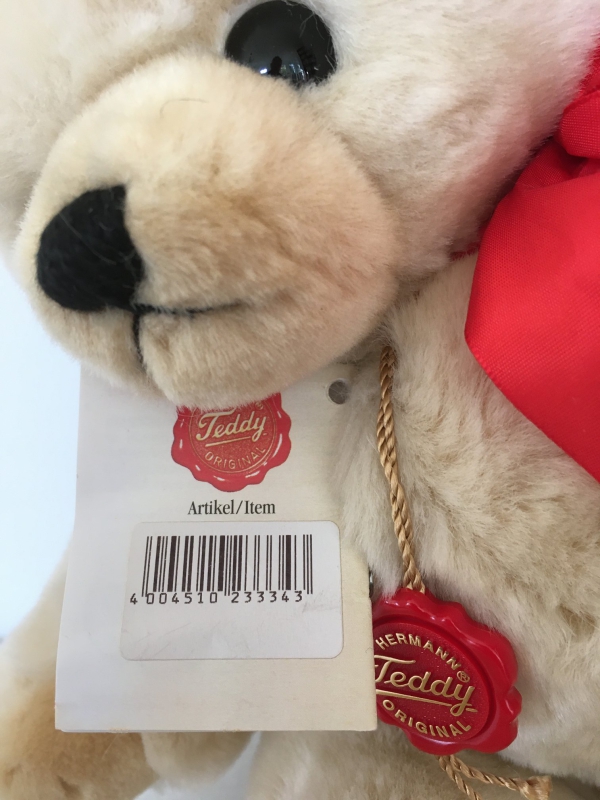 Teddy
ORIGINAL
Artikel/Item
4 004510 233343
HERMANN®
Teddy
ORIGINAL